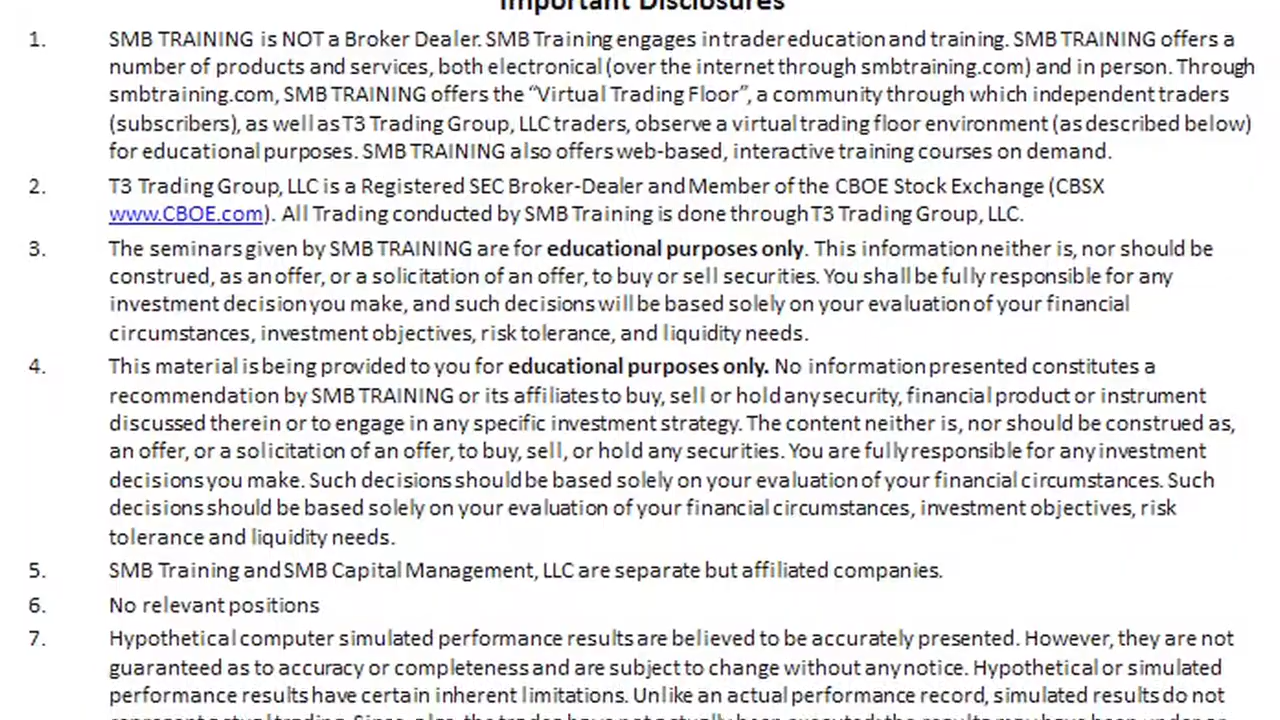 Important Disclosures
1. SMB TRAINING is NOT a Broker Dealer. SMB Training engages in trader education and training. SMB TRAINING offers a
number of products and services, both electronical (over the internet through smbtraining.com) and in person. Through
smbtraining.com, SMB TRAINING offers the “Virtual Trading Floor”, a community through which independent traders
(subscribers), as well as T3 Trading Group, LLC traders, observe a virtual trading floor environment (as described below)
for educational purposes. SMB TRAINING also offers web-based, interactive training courses on demand.
2. T3 Trading Group, LLC is a Registered SEC Broker-Dealer and Member of the CBOE Stock Exchange (CBSX
www.CBOE.com). All Trading conducted by SMB Training is done through T3 Trading Group, LLC.
3. The seminars given by SMB TRAINING are for educational purposes only. This information neither is, nor should be
construed, as an offer, or a solicitation of an offer, to buy or sell securities. You shall be fully responsible for any
investment decision you make, and such decisions will be based solely on your evaluation of your financial
circumstances, investment objectives, risk tolerance, and liquidity needs.
4. This material is being provided to you for educational purposes only. No information presented constitutes a
recommendation by SMB TRAINING or its affiliates to buy, sell or hold any security, financial product or instrument
discussed therein or to engage in any specific investment strategy. The content neither is, nor should be construed as,
an offer, or a solicitation of an offer, to buy, sell, or hold any securities. You are fully responsible for any investment
decisions you make. Such decisions should be based solely on your evaluation of your financial circumstances. Such
decisions should be based solely on your evaluation of your financial circumstances, investment objectives, risk
tolerance and liquidity needs.
5. SMB Training and SMB Capital Management, LLC are separate but affiliated companies.
6. No relevant positions
7. Hypothetical computer simulated performance results are believed to be accurately presented. However, they are not
guaranteed as to accuracy or completeness and are subject to change without any notice. Hypothetical or simulated
performance results have certain inherent limitations. Unlike an actual performance record, simulated results do not